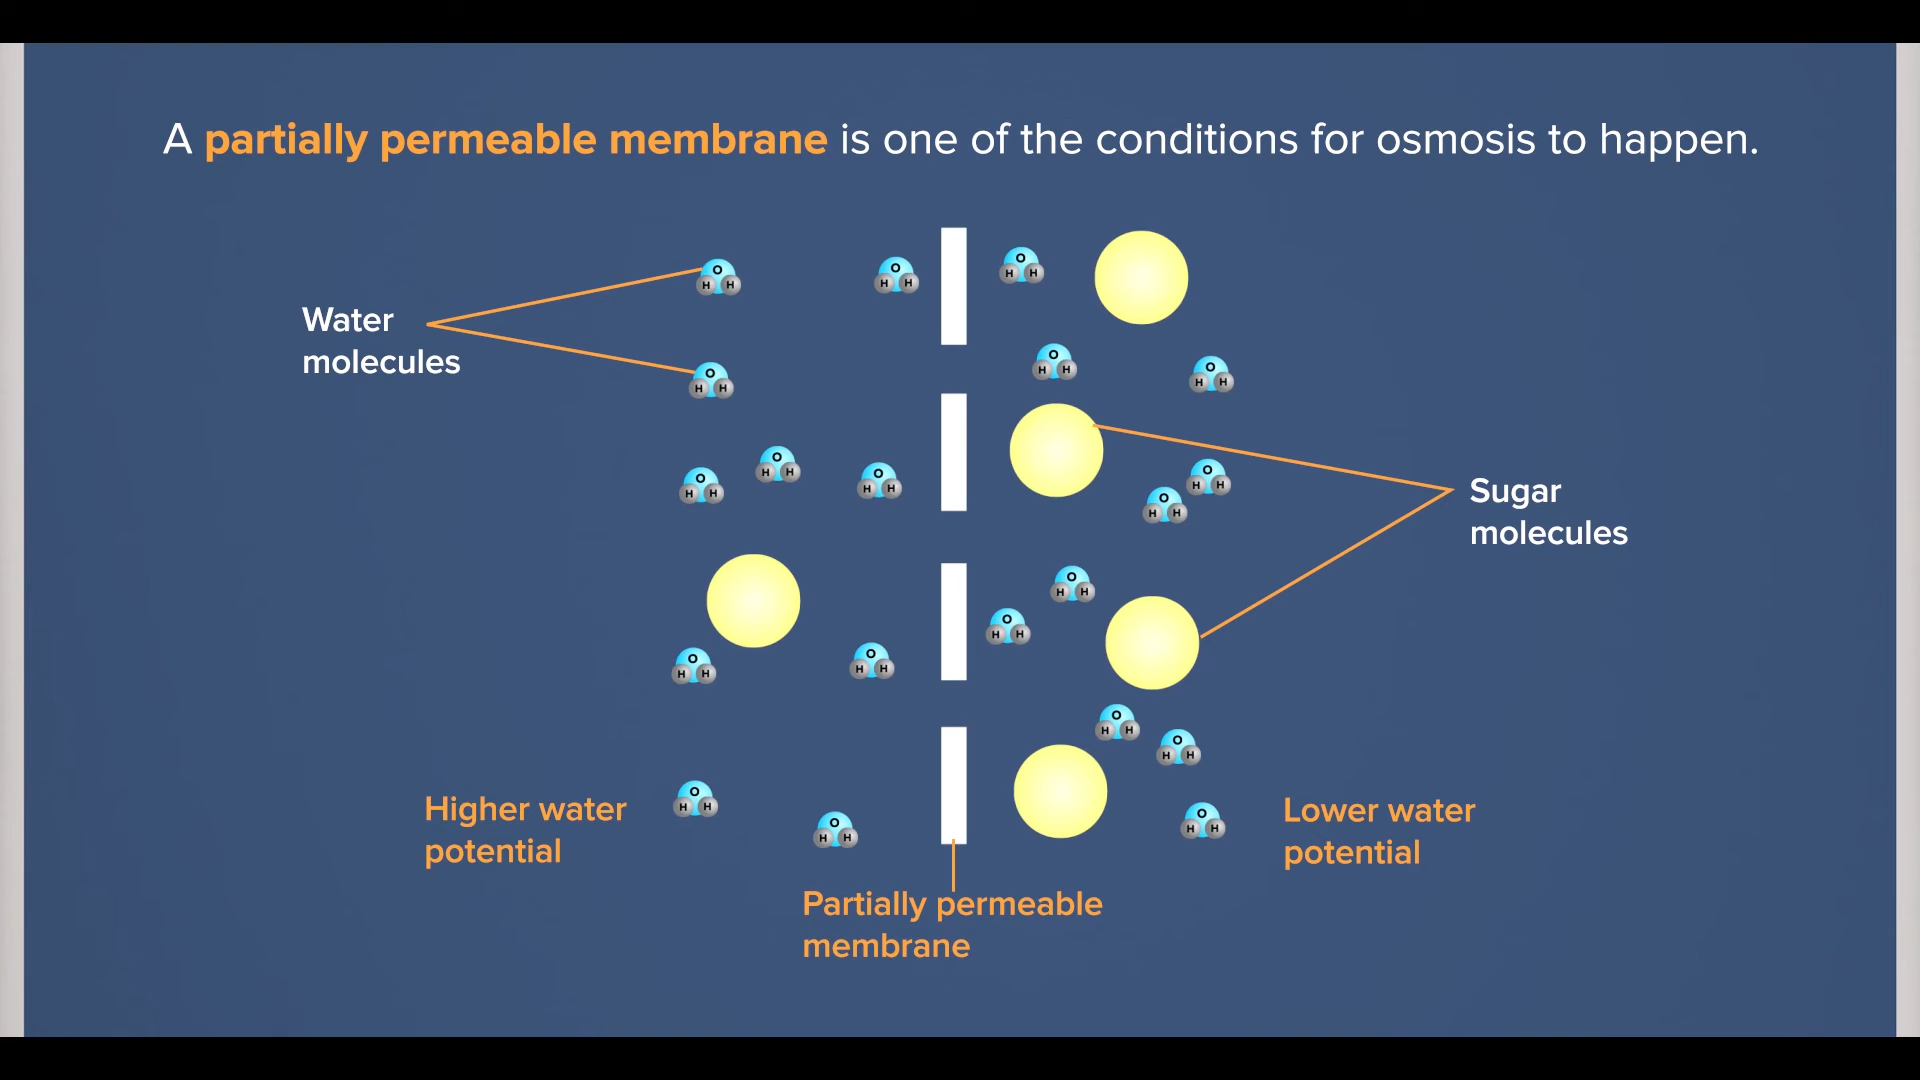 A partially permeable membrane is one of the conditions for osmosis to happen.
Water
molecules
O
H H
O
H H
O
H H
O
H H
O
H H
O
H H
O
H H
O
H H
O
H H
O
H H
O
H H
O
H H
Sugar
molecules
O
H H
O
H H
O
H H
O
H H
O
H H
O
H H
O
H H
Higher water
potential
O
H H
O
H H
Lower water
potential
Partially permeable
membrane